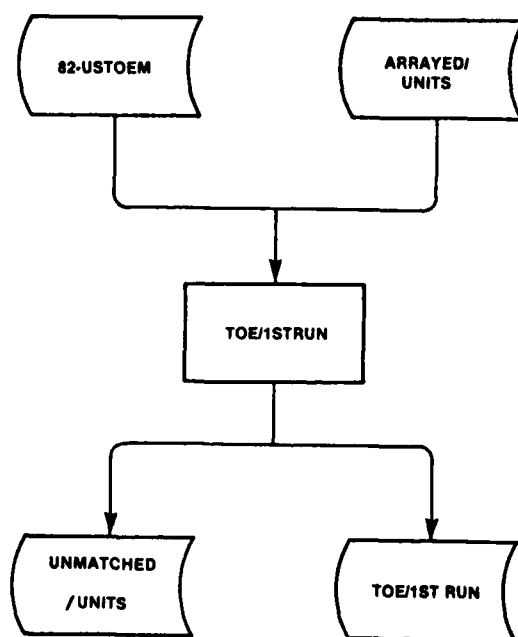 82-USTOEM
ARRAYED/
UNITS
TOE/1STRUN
UNMATCHED
/UNITS
TOE/1ST RUN